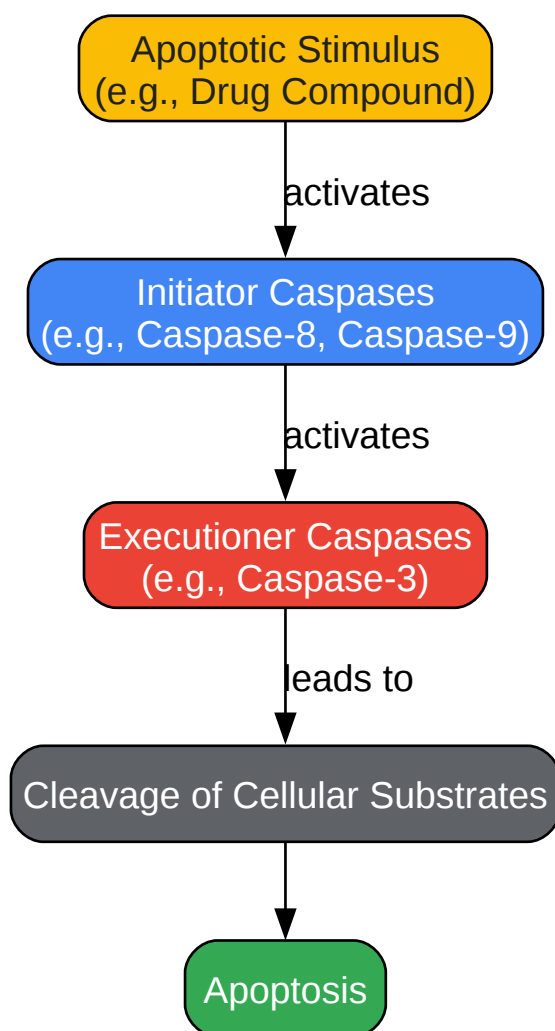 Apoptotic Stimulus
(e.g., Drug Compound)
activates
Initiator Caspases
(e.g., Caspase-8, Caspase-9)
activates
Executioner Caspases
(e.g., Caspase-3)
leads to
Cleavage of Cellular Substrates
Apoptosis